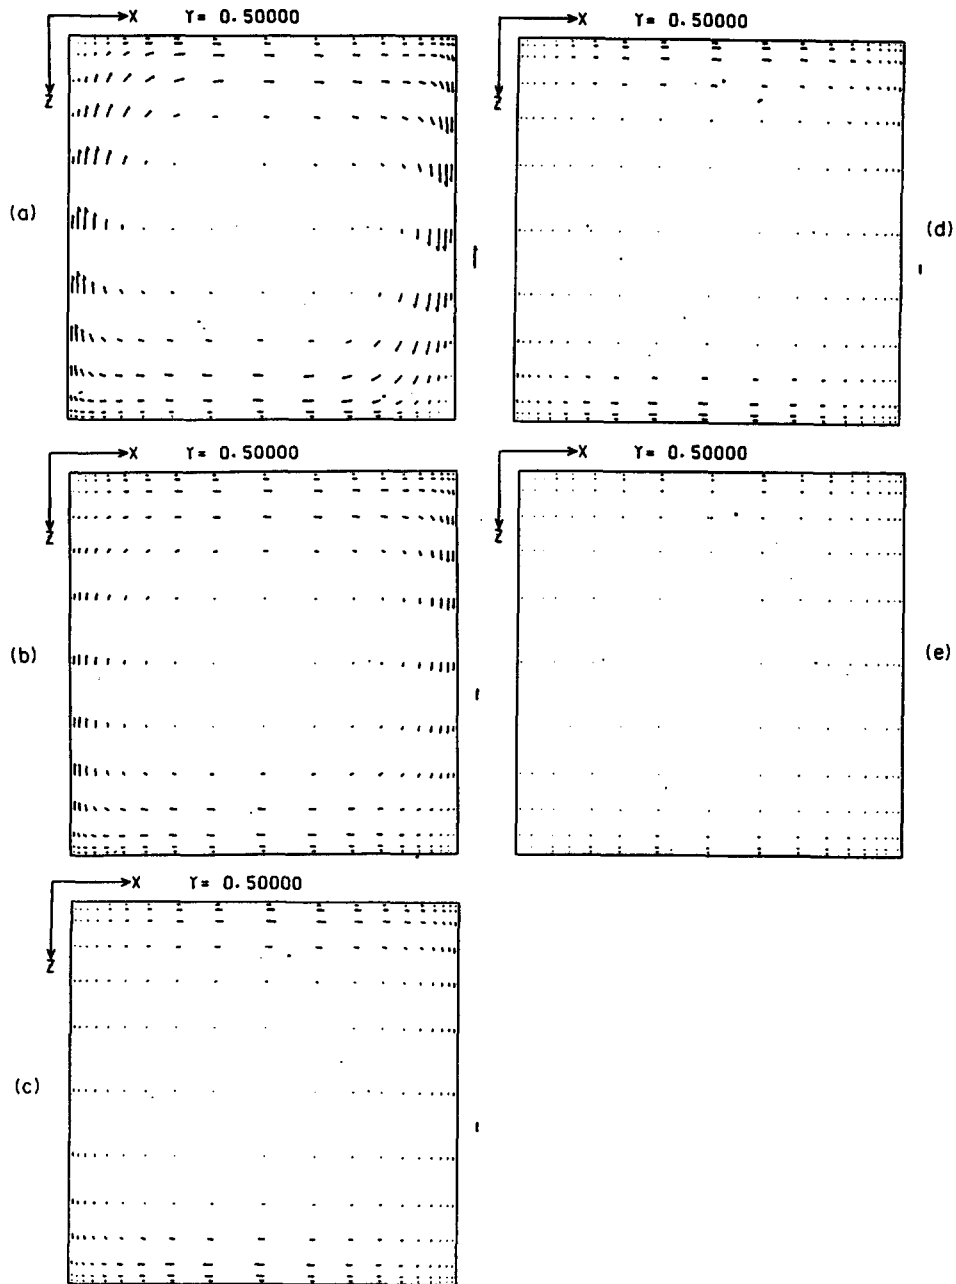 X Y= 0.50000
Z
(a)
X Y= 0.50000
Z
(d)
X Y= 0.50000
Z
(b)
X Y= 0.50000
Z
(e)
X Y= 0.50000
Z
(c)